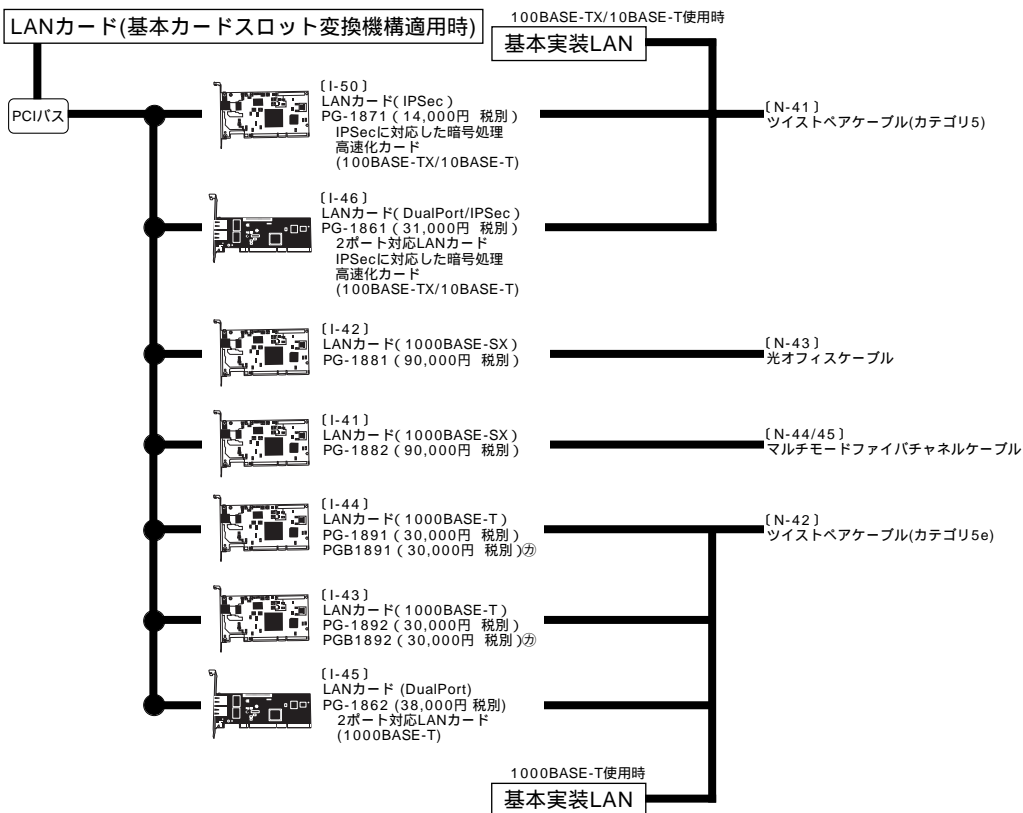 100BASE-TX/10BASE-T使用時
LANカード(基本カードスロット変換機構適用時)
基本実装LAN
PCIバス
〔I-50〕
LANカード(IPSec)
PG-1871(14,000円 税別)
IPSecに対応した暗号処理
高速化カード
(100BASE-TX/10BASE-T)
〔N-41〕
ツイストペアケーブル(カテゴリ5)
〔I-46〕
LANカード(DualPort/IPSec)
PG-1861(31,000円 税別)
2ポート対応LANカード
IPSecに対応した暗号処理
高速化カード
(100BASE-TX/10BASE-T)
〔I-42〕
LANカード(1000BASE-SX)
PG-1881(90,000円 税別)
〔N-43〕
光オフィスケーブル
〔I-41〕
LANカード(1000BASE-SX)
PG-1882(90,000円 税別)
〔N-44/45〕
マルチモードファイバチャネルケーブル
〔I-44〕
LANカード(1000BASE-T)
PG-1891(30,000円 税別)
PGB1891(30,000円 税別)㋕
〔N-42〕
ツイストペアケーブル(カテゴリ5e)
〔I-43〕
LANカード(1000BASE-T)
PG-1892(30,000円 税別)
PGB1892(30,000円 税別)㋕
〔I-45〕
LANカード (DualPort)
PG-1862 (38,000円 税別)
2ポート対応LANカード
(1000BASE-T)
1000BASE-T使用時
基本実装LAN